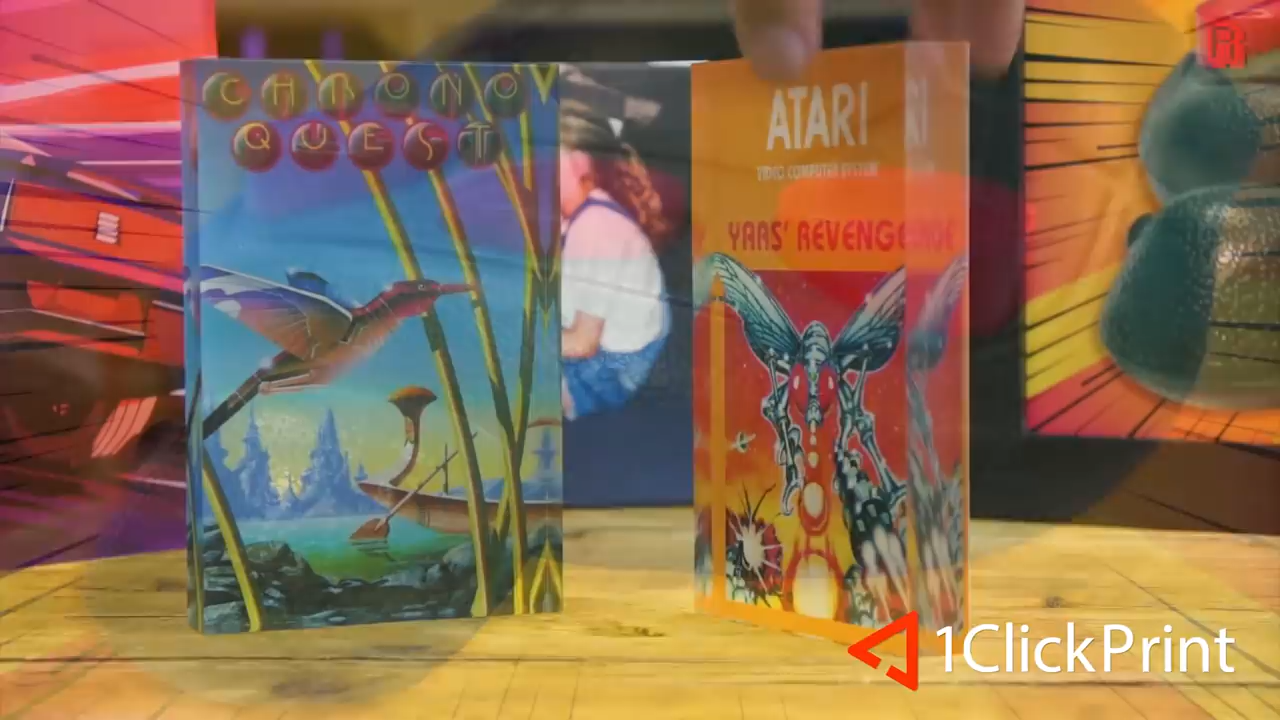 CHRONO
QUEST
ATARI
VIDEO COMPUTER SYSTEM
YARS' REVENGE
1ClickPrint